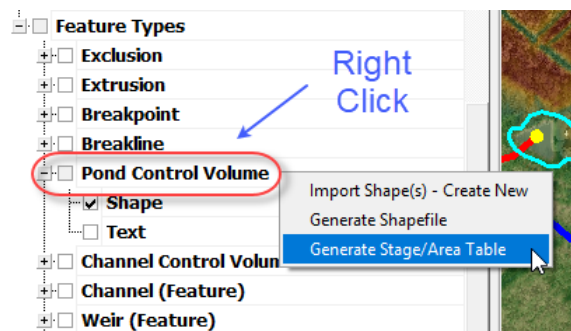 Feature Types
Exclusion
Right
Extrusion
Click
Breakpoint
Breakline
Pond Control Volume
Import Shape(s) - Create New
Shape
Generate Shapefile
Text
Generate Stage/Area Table
Channel Control Volun
Channel (Feature)
Weir (Feature)